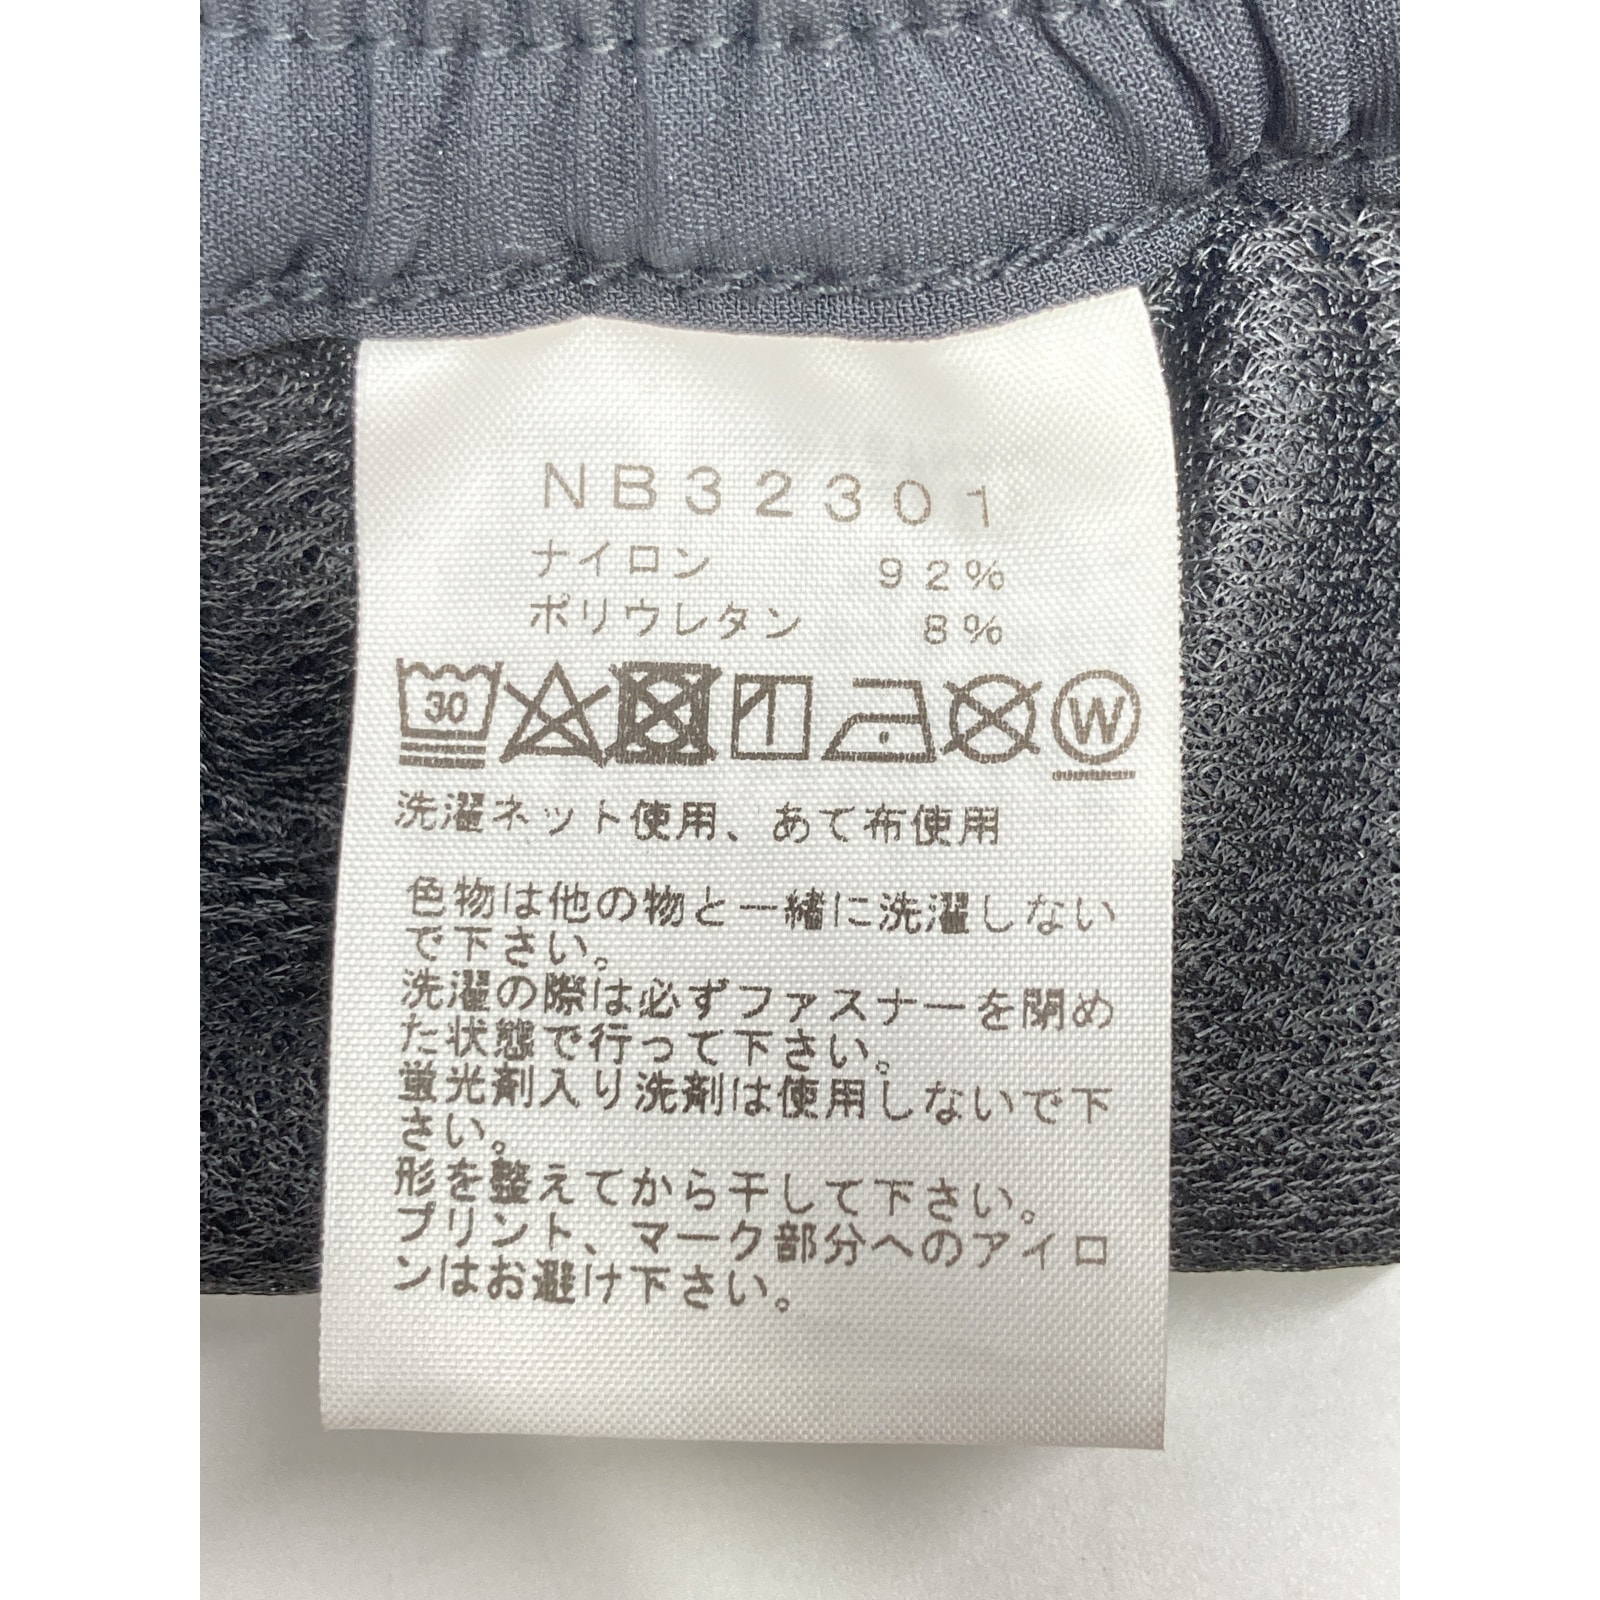 NB32301
ナイロン 92%
ポリウレタン 8%
30 W
洗濯ネット使用、あて布使用
色物は他の物と一緒に洗濯しない
で下さい。
洗濯の際は必ずファスナーを閉め
た状態で行って下さい。
蛍光剤入り洗剤は使用しないで下
さい。
形を整えてから干して下さい。
プリント、マーク部分へのアイロ
ンはお避け下さい。